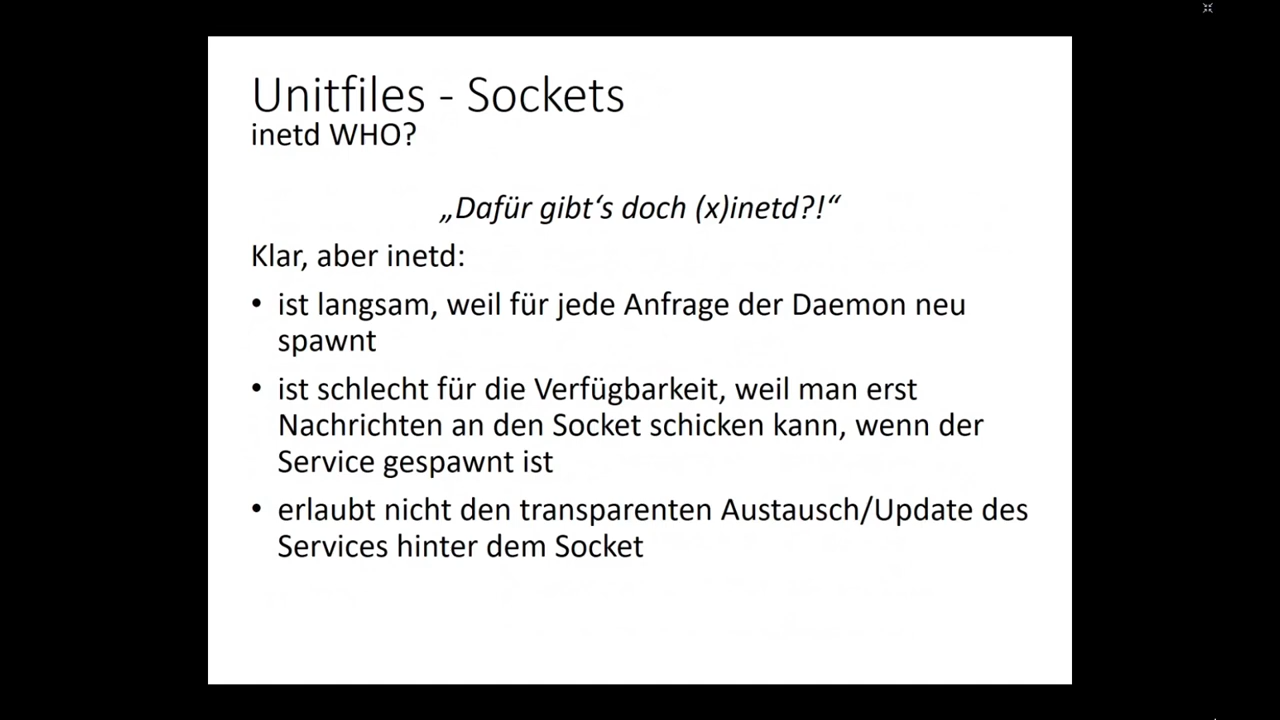 Unitfiles - Sockets
inetd WHO?
„Dafür gibt‘s doch (x)inetd?!“
Klar, aber inetd:
• ist langsam, weil für jede Anfrage der Daemon neu
spawnt
• ist schlecht für die Verfügbarkeit, weil man erst
Nachrichten an den Socket schicken kann, wenn der
Service gespawnt ist
• erlaubt nicht den transparenten Austausch/Update des
Services hinter dem Socket